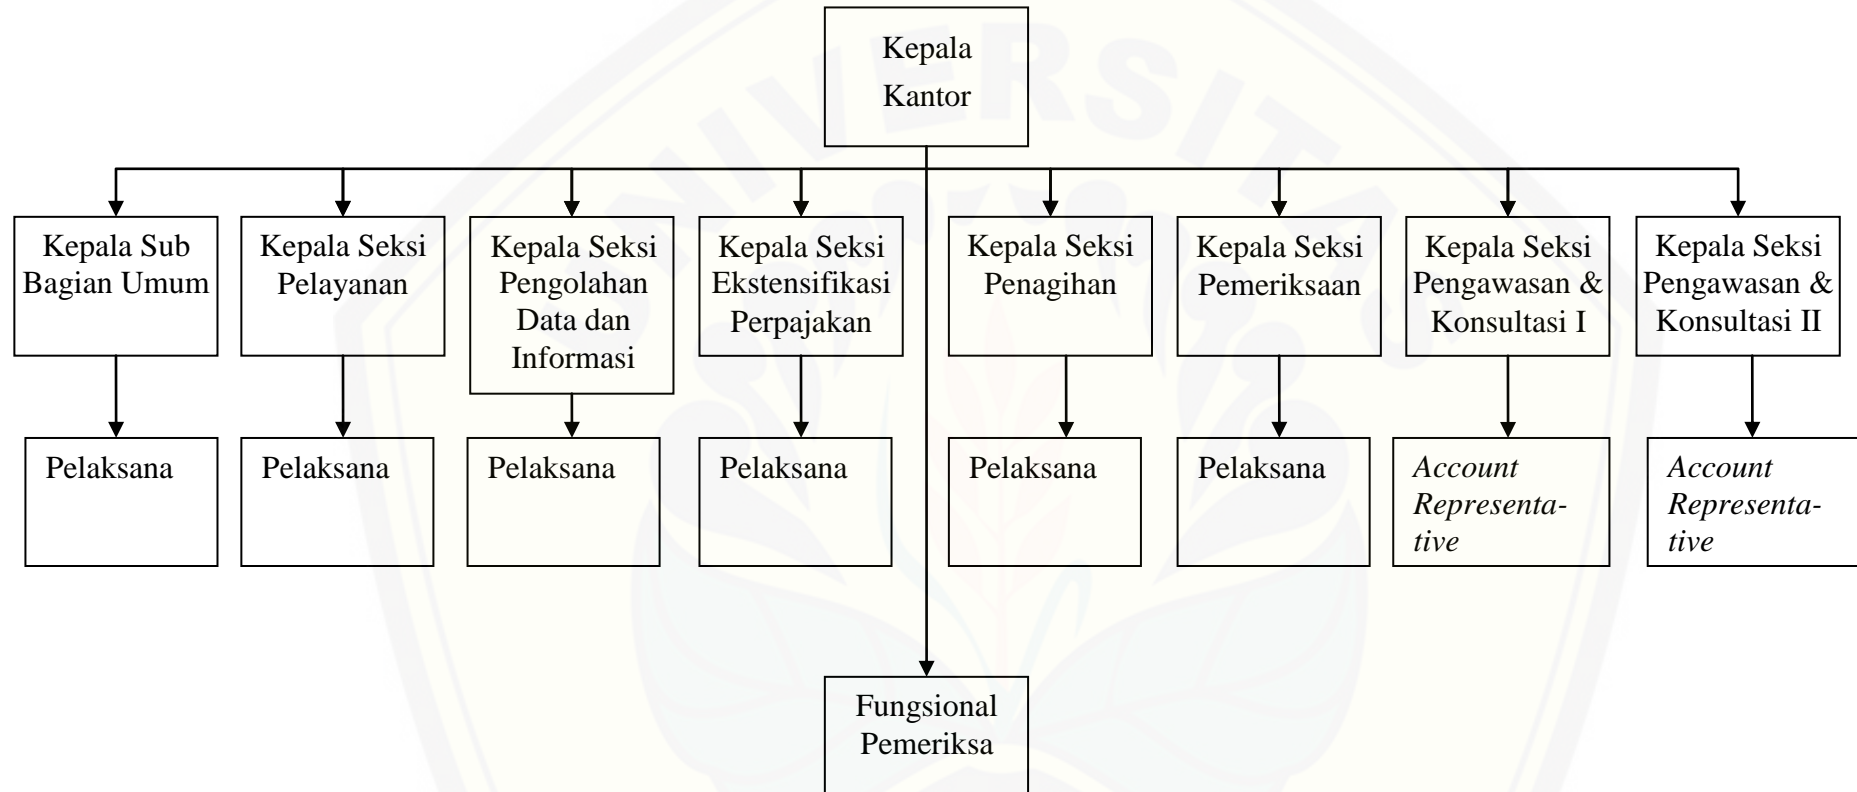 UNIVERSITAS
Kepala
Kantor
Kepala Sub
Bagian Umum
Kepala Seksi
Pelayanan
Kepala Seksi
Pengolahan
Data dan
Informasi
Kepala Seksi
Ekstensifikasi
Perpajakan
Kepala Seksi
Penagihan
Kepala Seksi
Pemeriksaan
Kepala Seksi
Pengawasan &
Konsultasi I
Kepala Seksi
Pengawasan &
Konsultasi II
Pelaksana
Pelaksana
Pelaksana
Pelaksana
Pelaksana
Pelaksana
Account
Representa-
tive
Account
Representa-
tive
Fungsional
Pemeriksa